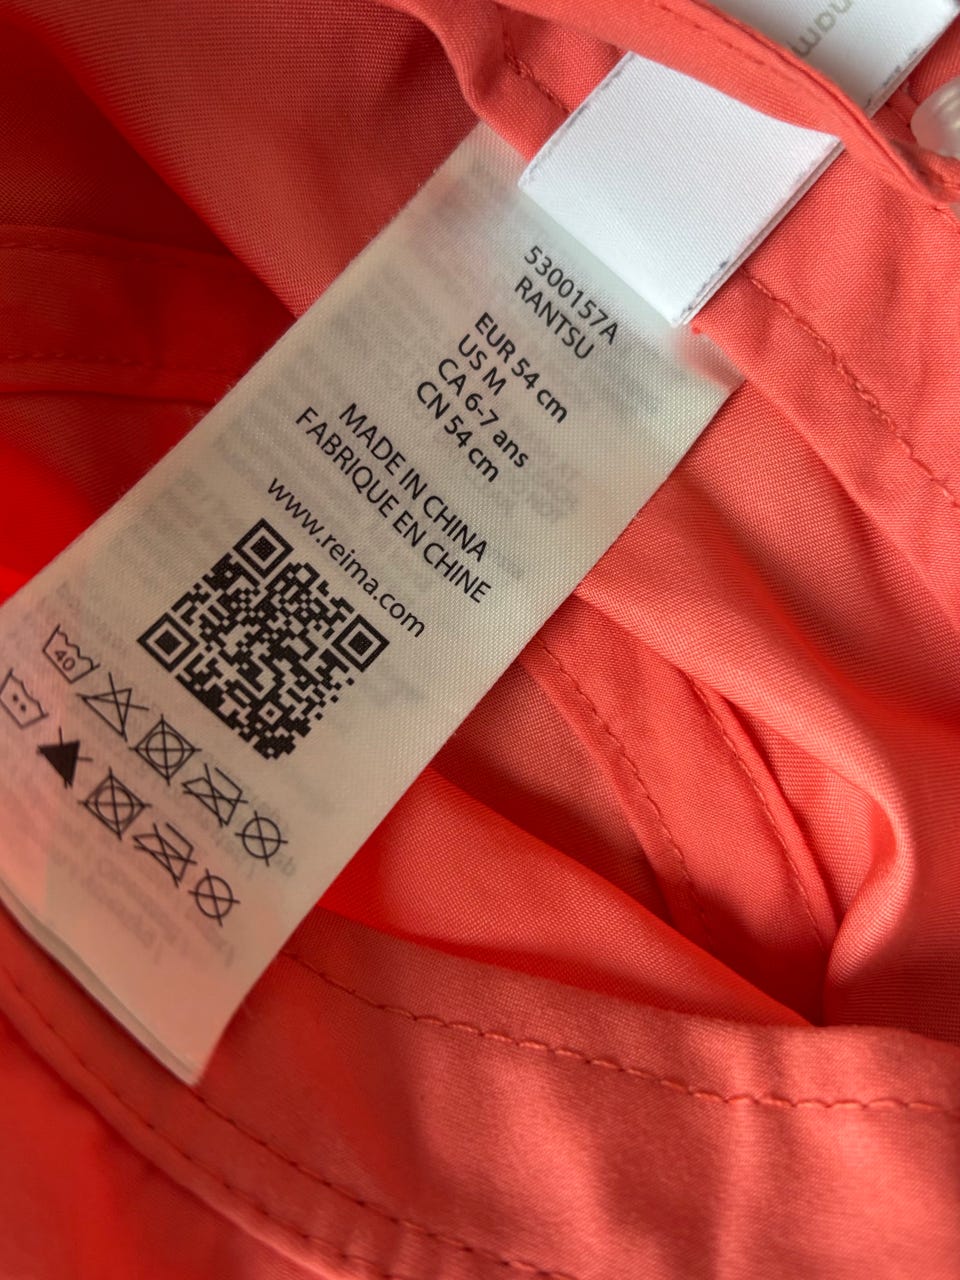 nam
5300157A
RANTSU
EUR 54 cm
US M
CA 6-7 ans
CN 54 cm
MADE IN CHINA
FABRIQUE EN CHINE
www.reima.com
40